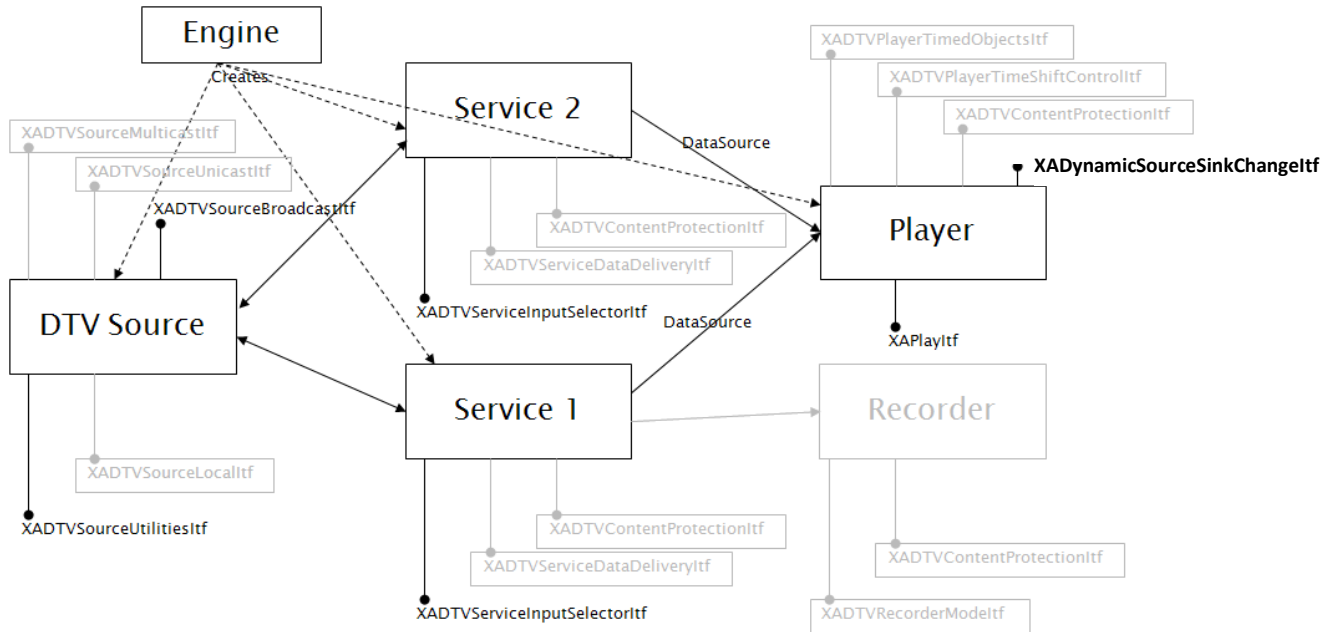 Engine
Creates
XADTVPlayerTimedObjectsItf
XADTVPlayerTimeShiftControlItf
XADTVContentProtectionItf
XADynamicSourceSinkChangeItf
Service 2
DataSource
XADTVSourceMulticastItf
XADTVSourceUnicastItf
XADTVSourceBroadcastItf
XADTVContentProtectionItf
XADTVServiceDataDeliveryItf
XADTVServiceInputSelectorItf
Player
DataSource
XAPlayItf
DTV Source
Service 1
Recorder
XADTVSourceLocalItf
XADTVSourceUtilitiesItf
XADTVContentProtectionItf
XADTVServiceDataDeliveryItf
XADTVServiceInputSelectorItf
XADTVContentProtectionItf
XADTVRecorderModeItf